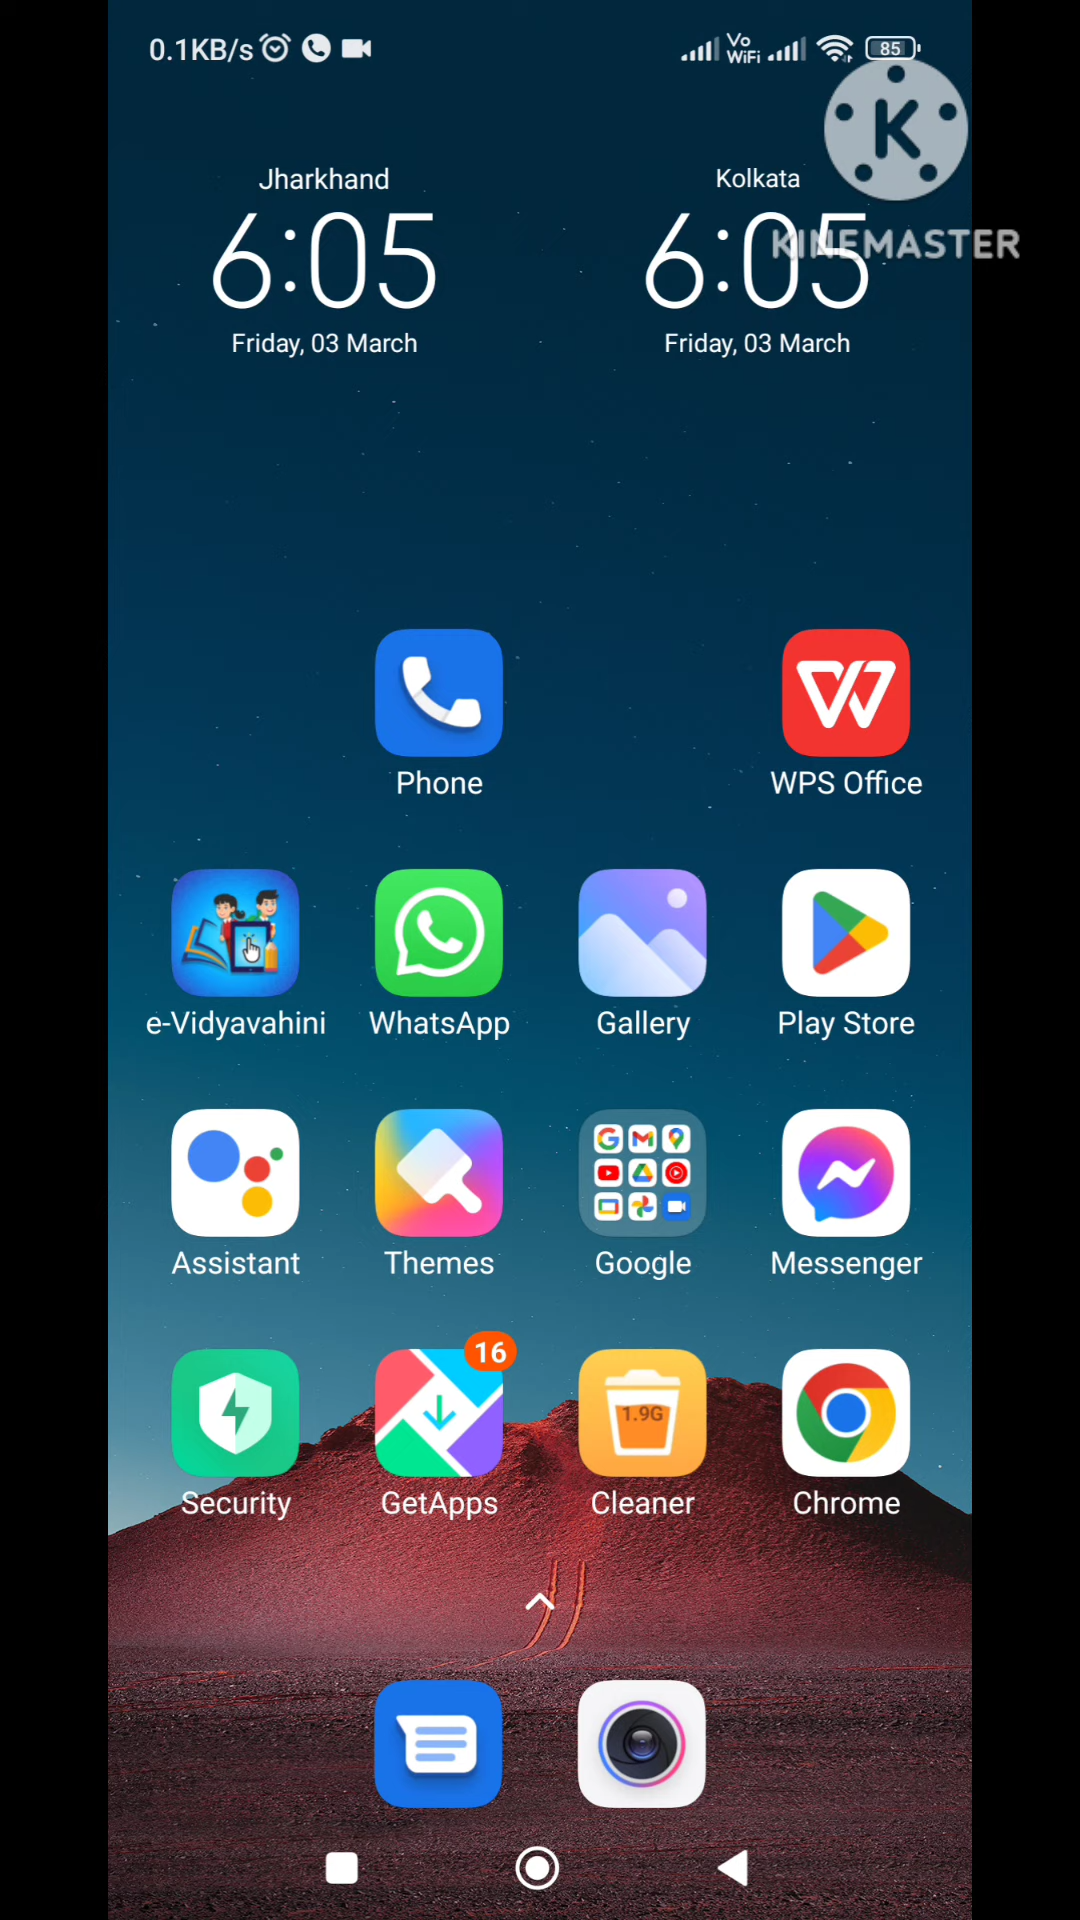 0.1KB/s
Vo WiFi
85
K
KINEMASTER
Jharkhand Kolkata
6:05 6:05
Friday, 03 March Friday, 03 March
Phone WPS Office
e-Vidyavahini WhatsApp Gallery Play Store
Assistant Themes Google Messenger
16
1.9G
Security GetApps Cleaner Chrome